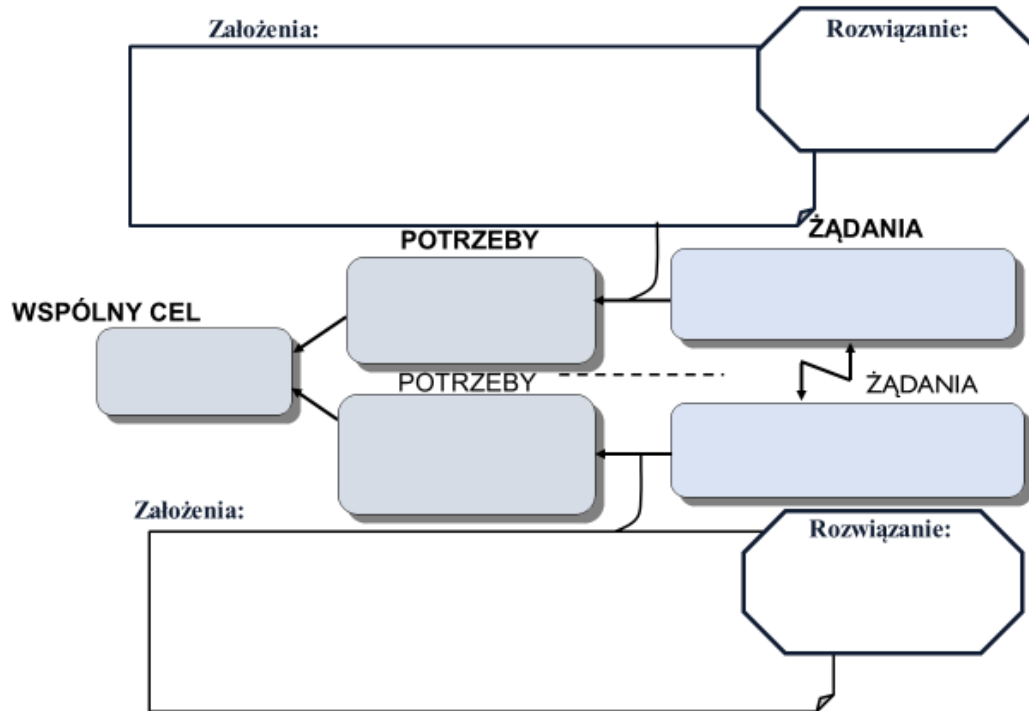 Założenia:
Rozwiązanie:
POTRZEBY
ŻĄDANIA
WSPÓLNY CEL
POTRZEBY
ŻĄDANIA
Założenia:
Rozwiązanie: